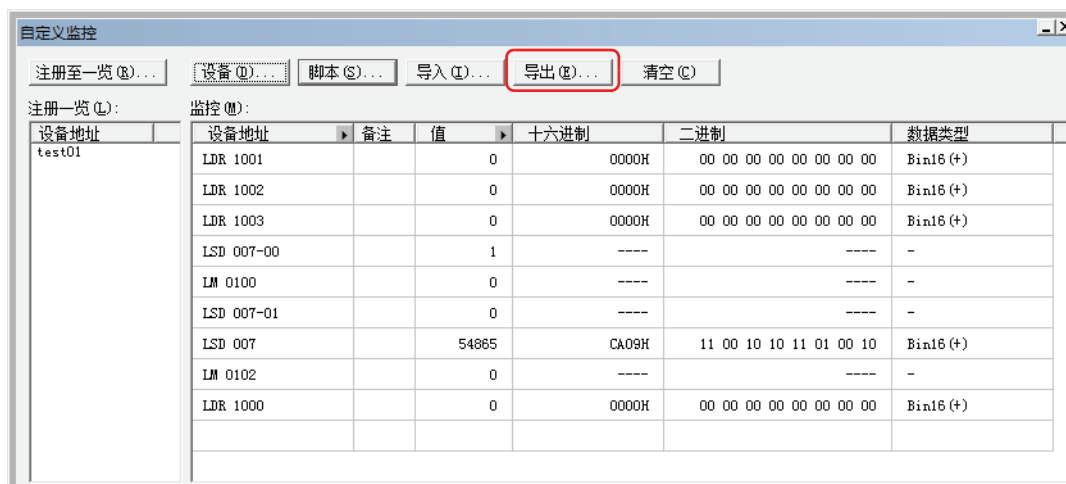 自定义监控
注册至一览(R)... 设备(D)... 脚本(S)... 导入(I)... 导出(E)... 清空(C)
注册一览(L): 监控(M):
设备地址 设备地址 备注 值 十六进制 二进制 数据类型
test01 LDR 1001 0 0000H 00 00 00 00 00 00 00 00 Bin16(+)
LDR 1002 0 0000H 00 00 00 00 00 00 00 00 Bin16(+)
LDR 1003 0 0000H 00 00 00 00 00 00 00 00 Bin16(+)
LSD 007-00 1 ---- ---- -
LM 0100 0 ---- ---- -
LSD 007-01 0 ---- ---- -
LSD 007 54865 CA09H 11 00 10 10 11 01 00 10 Bin16(+)
LM 0102 0 ---- ---- -
LDR 1000 0 0000H 00 00 00 00 00 00 00 00 Bin16(+)